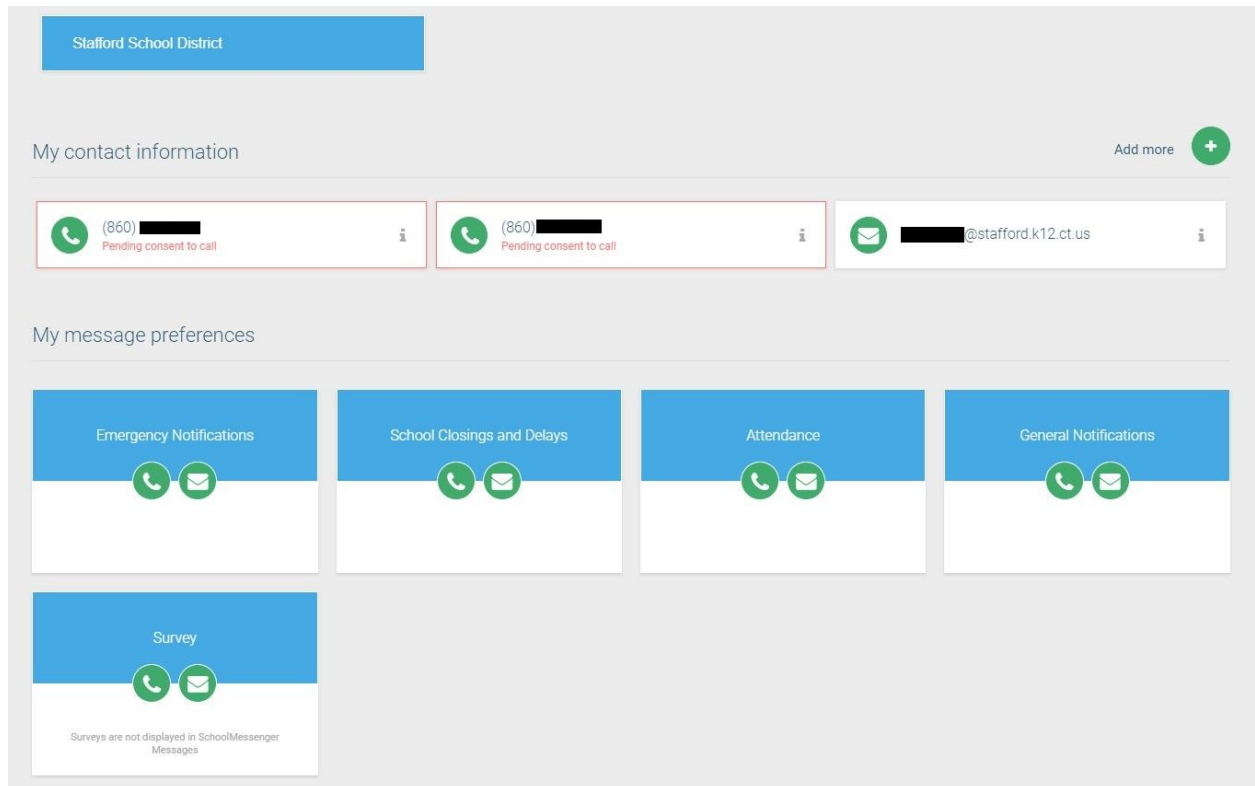 Stafford School District
My contact information
Add more
(860)
Pending consent to call
(860)
Pending consent to call
@stafford.k12.ct.us
My message preferences
Emergency Notifications
School Closings and Delays
Attendance
General Notifications
Survey
Surveys are not displayed in SchoolMessenger
Messages